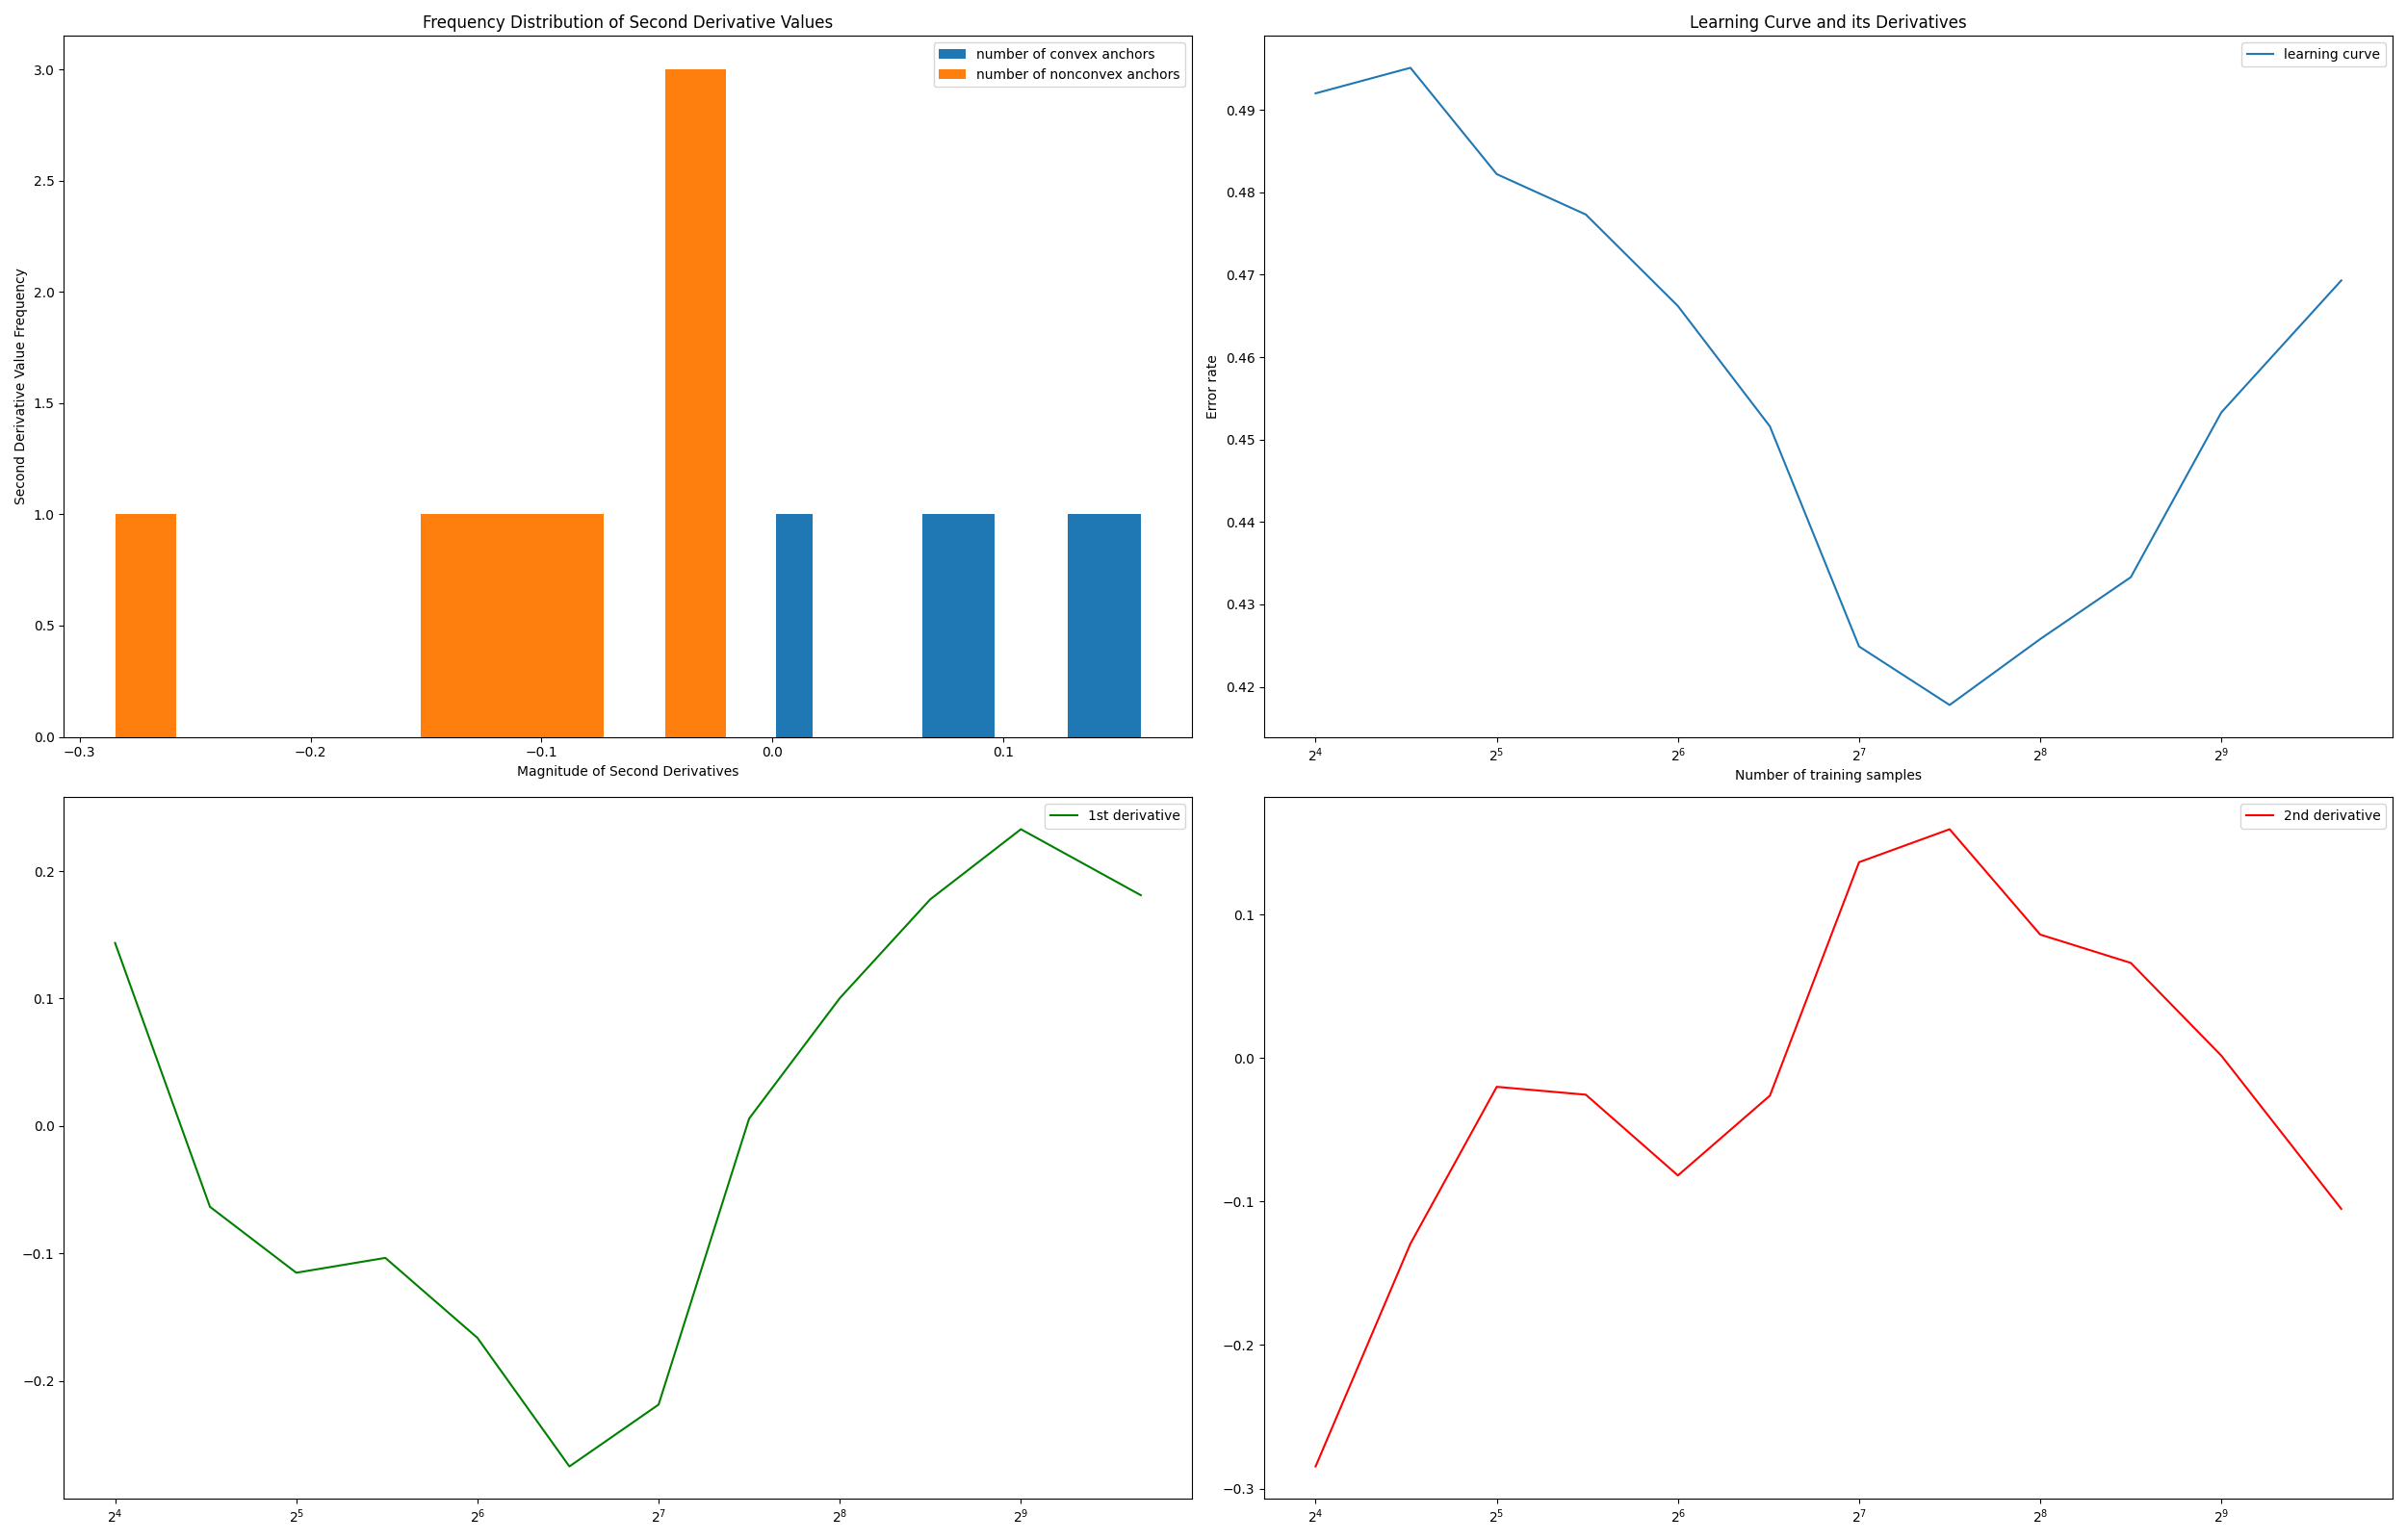 Frequency Distribution of Second Derivative Values
number of convex anchors
number of nonconvex anchors
Second Derivative Value Frequency
3.0
2.5
2.0
1.5
1.0
0.5
0.0
−0.3 −0.2 −0.1 0.0 0.1
Magnitude of Second Derivatives
Learning Curve and its Derivatives
learning curve
Error rate
0.49
0.48
0.47
0.46
0.45
0.44
0.43
0.42
2⁴ 2⁵ 2⁶ 2⁷ 2⁸ 2⁹
Number of training samples
1st derivative
0.2
0.1
0.0
−0.1
−0.2
2⁴ 2⁵ 2⁶ 2⁷ 2⁸ 2⁹
2nd derivative
0.1
0.0
−0.1
−0.2
−0.3
2⁴ 2⁵ 2⁶ 2⁷ 2⁸ 2⁹